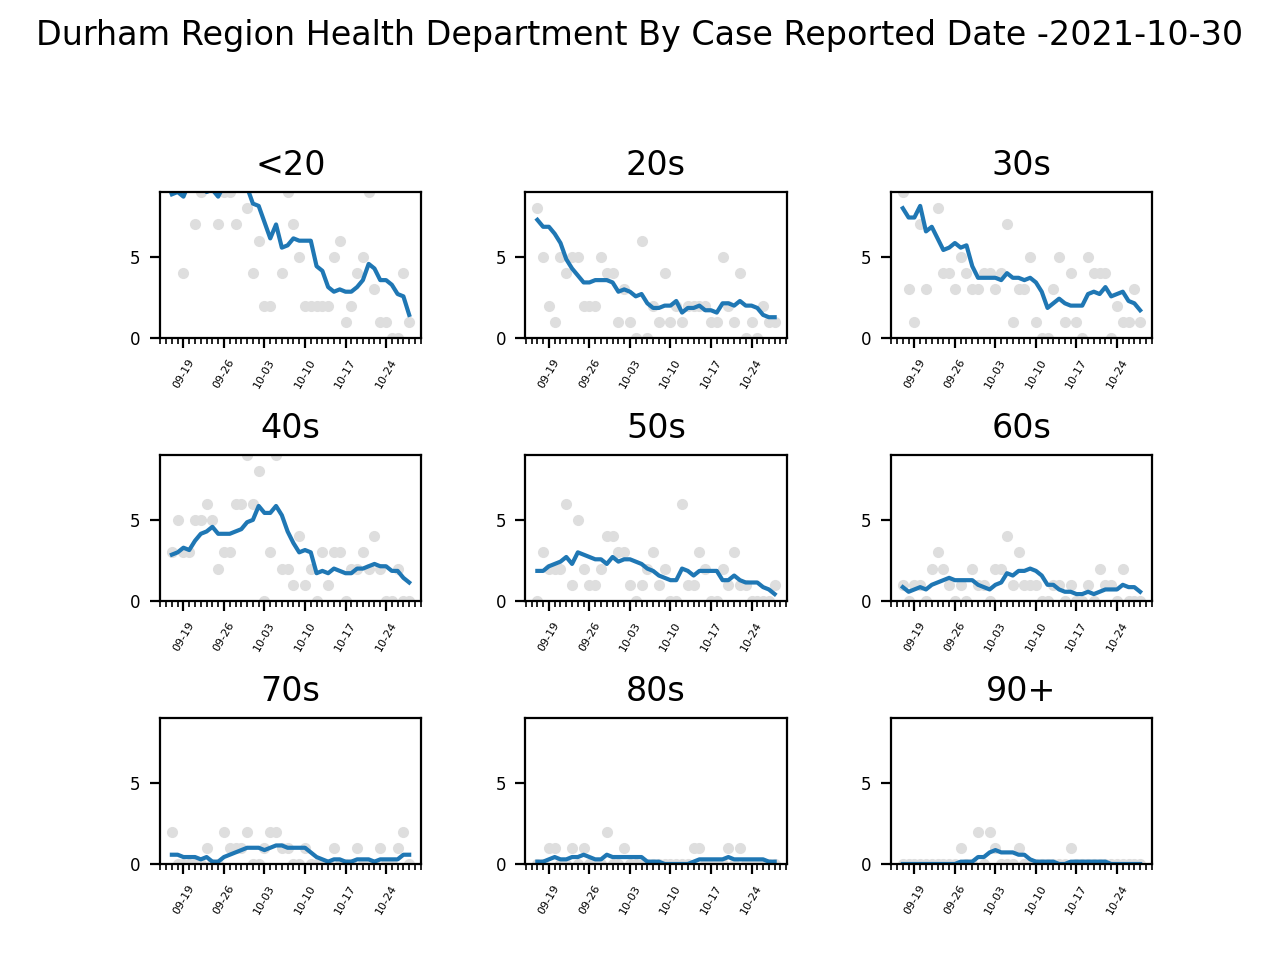 Durham Region Health Department By Case Reported Date -2021-10-30
<20 20s 30s
5 5 5
0 0 0
09-19 09-26 10-03 10-10 10-17 10-24 09-19 09-26 10-03 10-10 10-17 10-24 09-19 09-26 10-03 10-10 10-17 10-24
40s 50s 60s
5 5 5
0 0 0
09-19 09-26 10-03 10-10 10-17 10-24 09-19 09-26 10-03 10-10 10-17 10-24 09-19 09-26 10-03 10-10 10-17 10-24
70s 80s 90+
5 5 5
0 0 0
09-19 09-26 10-03 10-10 10-17 10-24 09-19 09-26 10-03 10-10 10-17 10-24 09-19 09-26 10-03 10-10 10-17 10-24